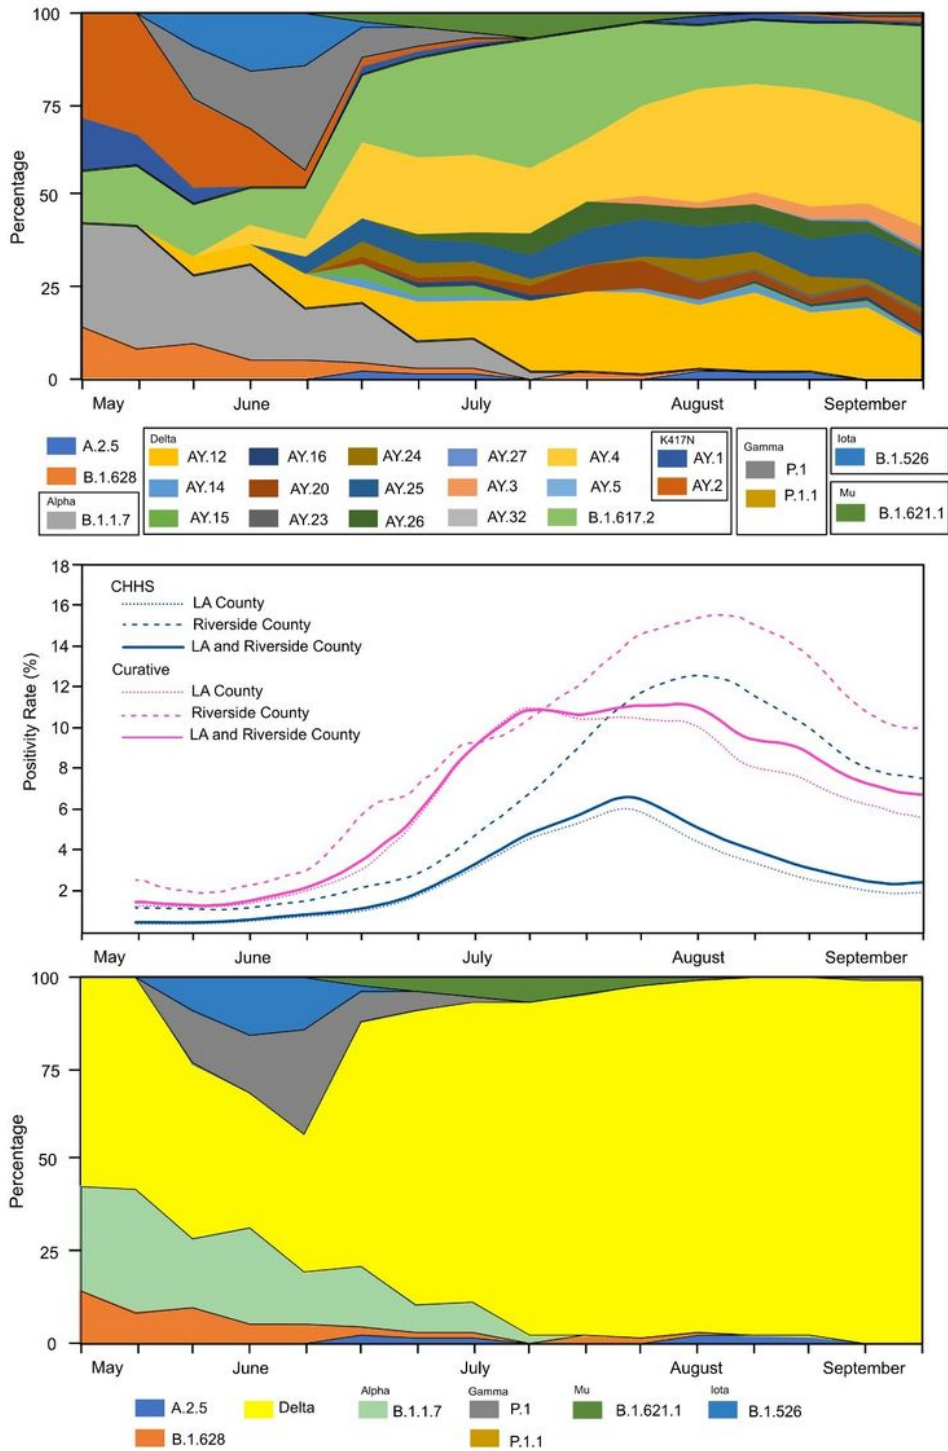 100
75
50
25
0
Percentage
May June July August September
A.2.5
B.1.628
Alpha
B.1.1.7
Delta
AY.12 AY.16 AY.24 AY.27 AY.4
AY.14 AY.20 AY.25 AY.3 AY.5
AY.15 AY.23 AY.26 AY.32 B.1.617.2
K417N
AY.1
AY.2
Gamma
P.1
P.1.1
Iota
B.1.526
Mu
B.1.621.1
18
16
14
12
10
8
6
4
2
Positivity Rate (%)
CHHS
LA County
Riverside County
LA and Riverside County
Curative
LA County
Riverside County
LA and Riverside County
May June July August September
100
75
50
25
0
Percentage
May June July August September
A.2.5
B.1.628
Delta
Alpha
B.1.1.7
Gamma
P.1
P.1.1
Mu
B.1.621.1
Iota
B.1.526